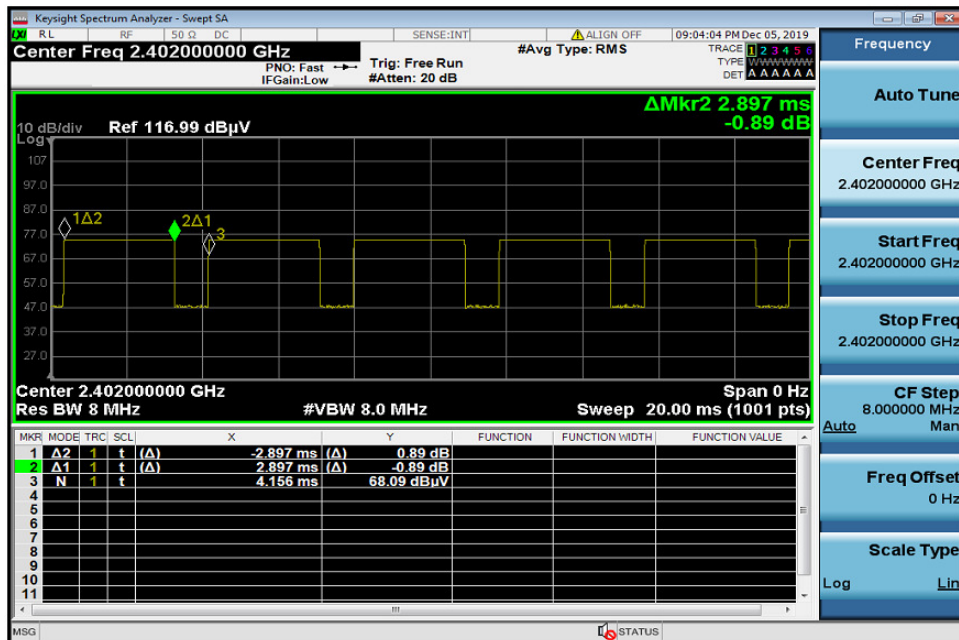 Keysight Spectrum Analyzer - Swept SA
LXI RL RF 50 Ω DC SENSE:INT ALIGN OFF 09:04:04 PM Dec 05, 2019
Center Freq 2.402000000 GHz
PNO: Fast
IFGain:Low
Trig: Free Run
#Atten: 20 dB
#Avg Type: RMS
TRACE 1 2 3 4 5 6
TYPE WWWWWW
DET A A A A A A
ΔMkr2 2.897 ms
-0.89 dB
10 dB/div Ref 116.99 dBµV
Log
107
97.0
87.0
77.0
67.0
57.0
47.0
37.0
27.0
1Δ2
2Δ1
3
Center 2.402000000 GHz Span 0 Hz
Res BW 8 MHz #VBW 8.0 MHz Sweep 20.00 ms (1001 pts)
MKR MODE TRC SCL X Y FUNCTION FUNCTION WIDTH FUNCTION VALUE
1 Δ2 1 t (Δ) -2.897 ms (Δ) 0.89 dB
2 Δ1 1 t (Δ) 2.897 ms (Δ) -0.89 dB
3 N 1 t 4.156 ms 68.09 dBµV
4
5
6
7
8
9
10
11
MSG STATUS
Frequency
Auto Tune
Center Freq
2.402000000 GHz
Start Freq
2.402000000 GHz
Stop Freq
2.402000000 GHz
CF Step
8.000000 MHz
Auto Man
Freq Offset
0 Hz
Scale Type
Log Lin